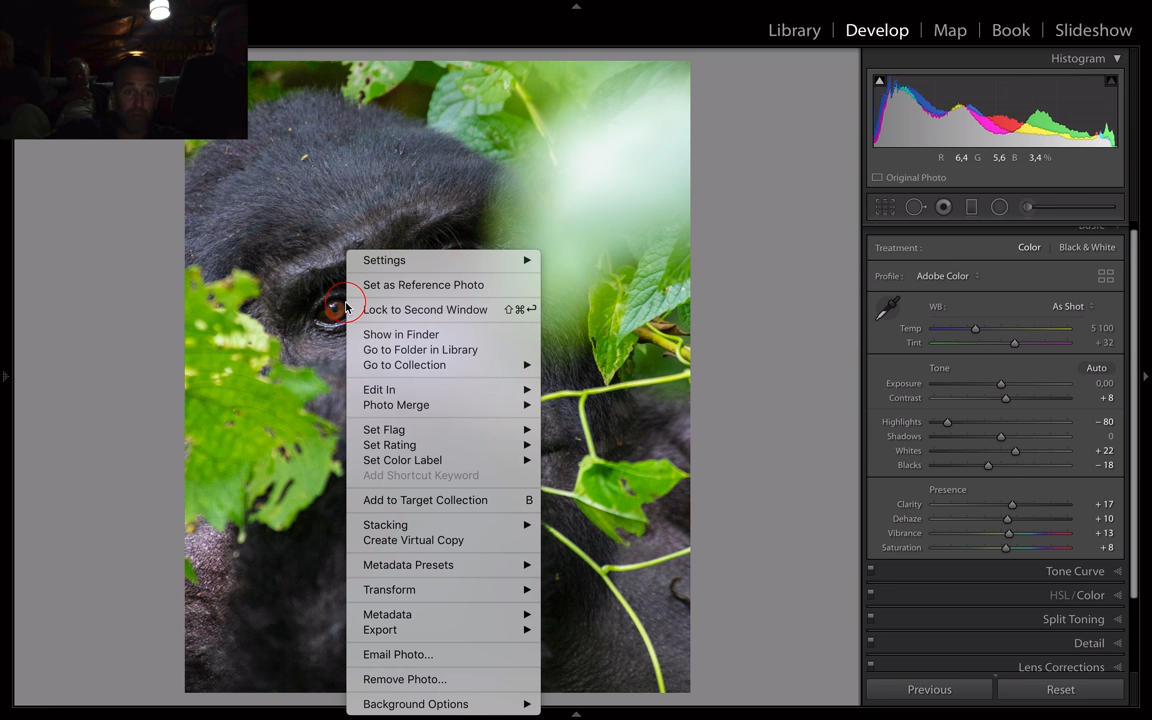 Library | Develop | Map | Book | Slideshow
Histogram
R 6,4 G 5,6 B 3,4 %
Original Photo
Basic
Treatment : Color Black & White
Profile : Adobe Color
WB : As Shot
Temp 5 100
Tint + 32
Tone Auto
Exposure 0,00
Contrast + 8
Highlights – 80
Shadows 0
Whites + 22
Blacks – 18
Presence
Clarity + 17
Dehaze + 10
Vibrance + 13
Saturation + 8
Tone Curve
HSL / Color
Split Toning
Detail
Lens Corrections
Previous Reset
Settings
Set as Reference Photo
Lock to Second Window ⇧⌘↩
Show in Finder
Go to Folder in Library
Go to Collection
Edit In
Photo Merge
Set Flag
Set Rating
Set Color Label
Add Shortcut Keyword
Add to Target Collection B
Stacking
Create Virtual Copy
Metadata Presets
Transform
Metadata
Export
Email Photo...
Remove Photo...
Background Options